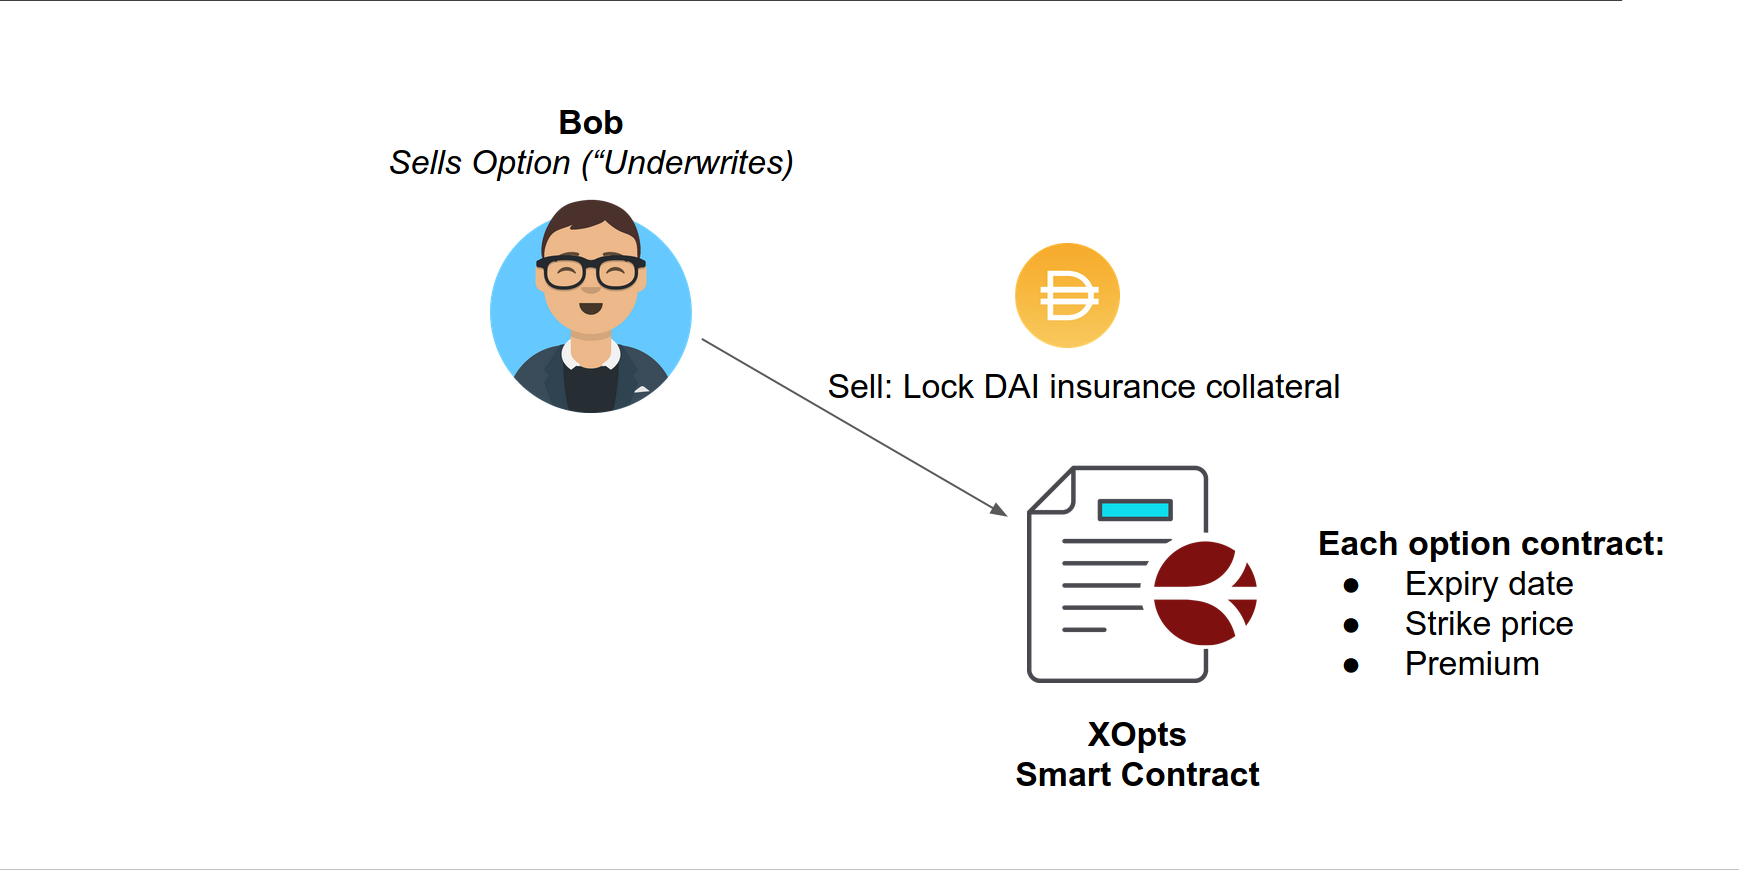 Bob
Sells Option (“Underwrites)
Sell: Lock DAI insurance collateral
Each option contract:
● Expiry date
● Strike price
● Premium
XOpts
Smart Contract